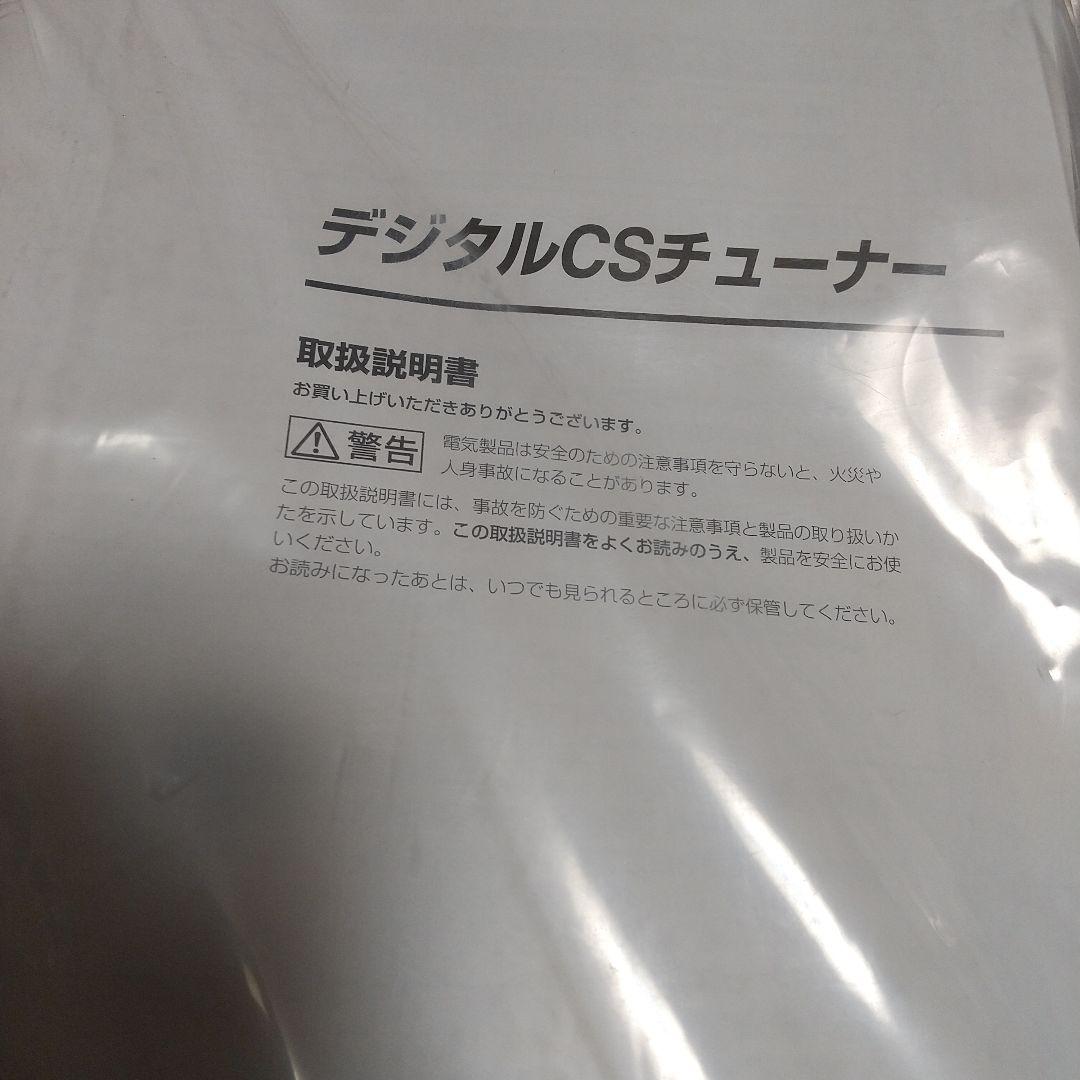 デジタルCSチューナー
取扱説明書
お買い上げいただきありがとうございます。
警告
電気製品は安全のための注意事項を守らないと、火災や
人身事故になることがあります。
この取扱説明書には、事故を防ぐための重要な注意事項と製品の取り扱いか
たを示しています。この取扱説明書をよくお読みのうえ、製品を安全にお使
いください。
お読みになったあとは、いつでも見られるところに必ず保管してください。